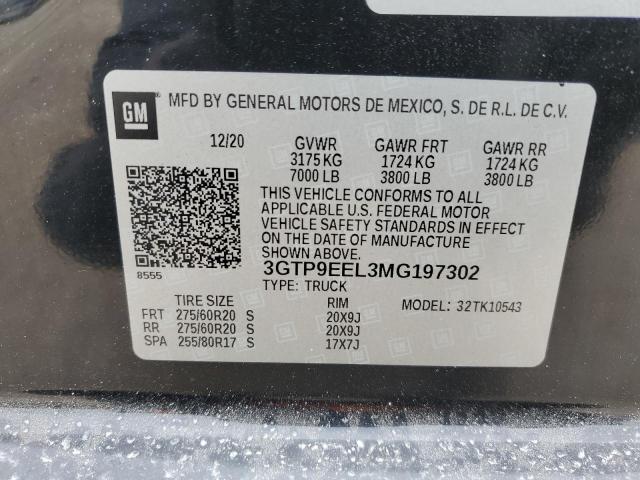 GM
®
MFD BY GENERAL MOTORS DE MEXICO, S. DE R.L. DE C.V.
12/20 GVWR GAWR FRT GAWR RR
3175 KG 1724 KG 1724 KG
7000 LB 3800 LB 3800 LB
THIS VEHICLE CONFORMS TO ALL
APPLICABLE U.S. FEDERAL MOTOR
VEHICLE SAFETY STANDARDS IN EFFECT
ON THE DATE OF MANUFACTURE
SHOWN ABOVE.
8555
3GTP9EEL3MG197302
TYPE: TRUCK
TIRE SIZE RIM MODEL: 32TK10543
FRT 275/60R20 S 20X9J
RR 275/60R20 S 20X9J
SPA 255/80R17 S 17X7J